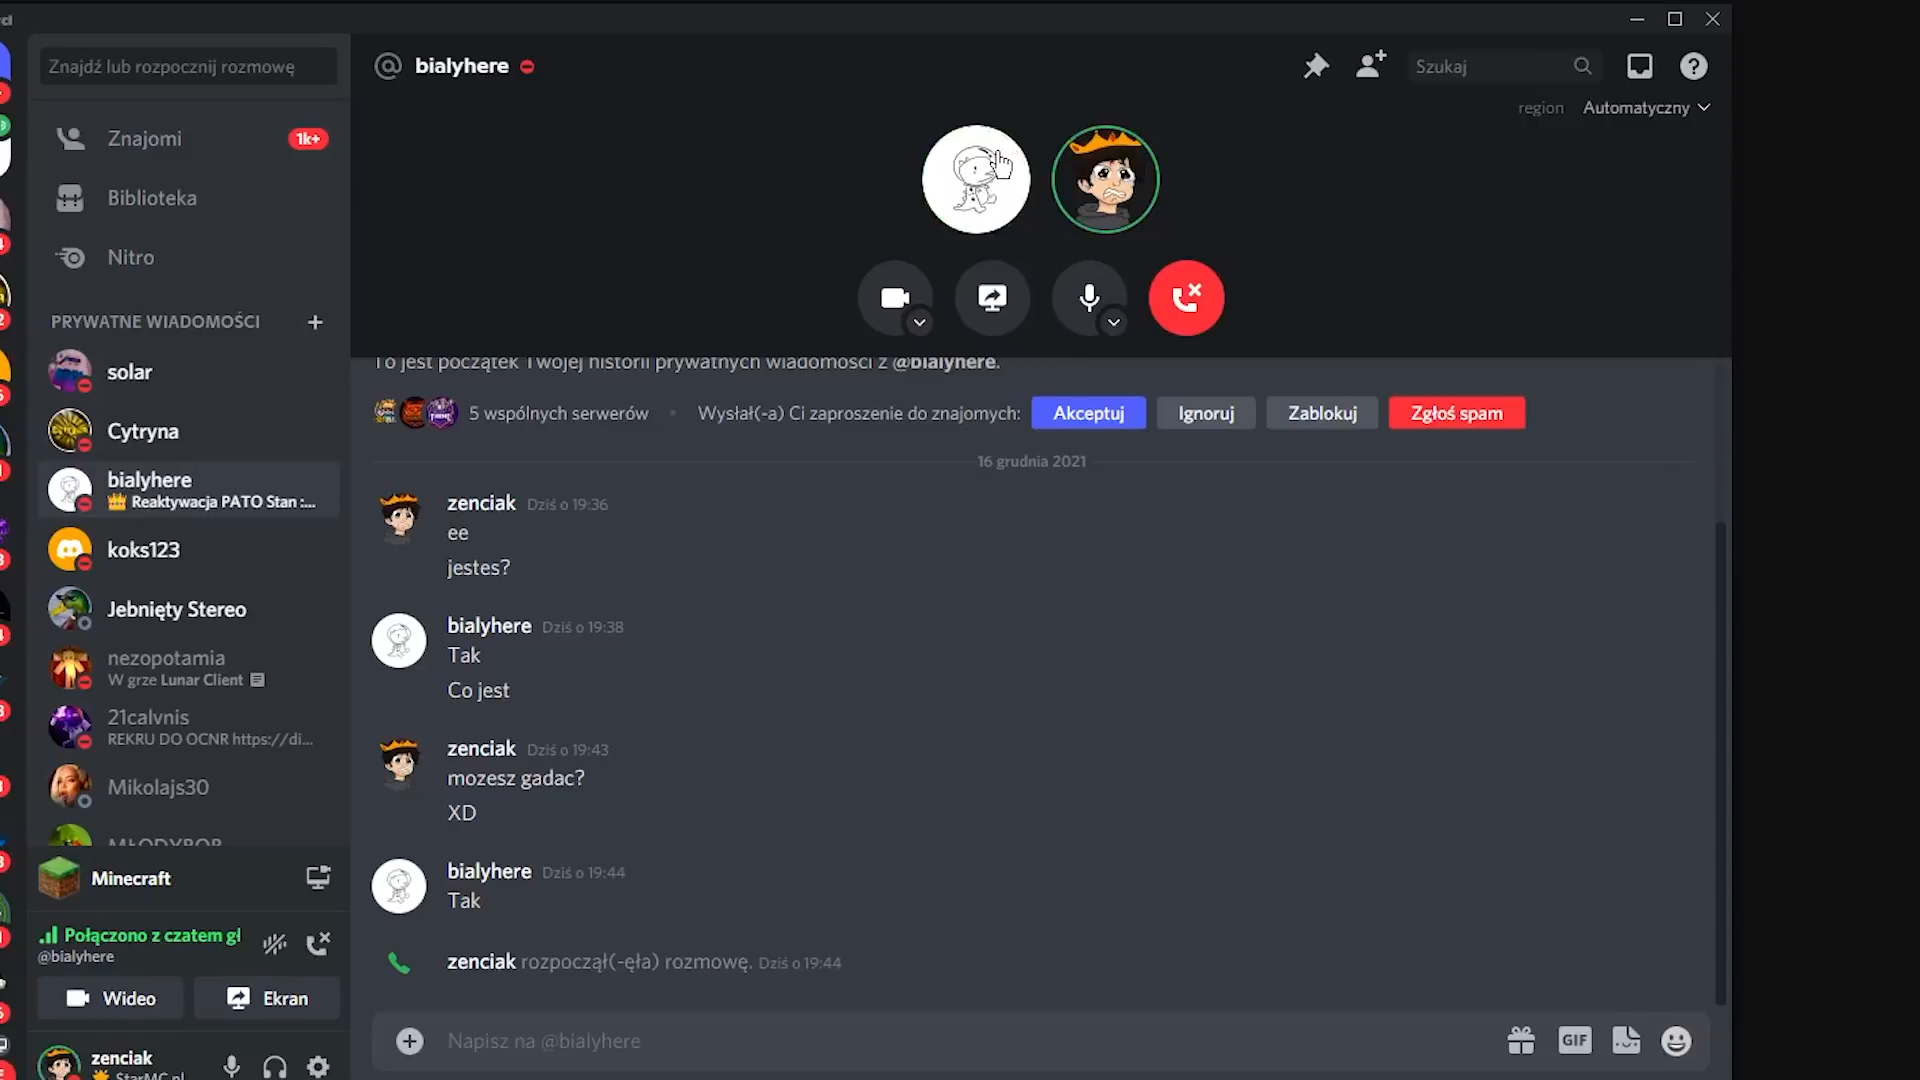 Znajdź lub rozpocznij rozmowę
Znajomi
1k+
Biblioteka
Nitro
PRYWATNE WIADOMOŚCI
solar
Cytryna
bialyhere
Reaktywacja PATO Stan :...
koks123
Jebnięty Stereo
nezopotamia
W grze Lunar Client
21calvnis
REKRU DO OCNR https://di...
Mikolajs30
Minecraft
Połączono z czatem gł
@bialyhere
Wideo
Ekran
zenciak
StarMC.pl
bialyhere
Szukaj
region Automatyczny
To jest początek Twojej historii prywatnych wiadomości z @bialyhere.
5 wspólnych serwerów • Wysłał(-a) Ci zaproszenie do znajomych: Akceptuj Ignoruj Zablokuj Zgłoś spam
16 grudnia 2021
zenciak Dziś o 19:36
ee
jestes?
bialyhere Dziś o 19:38
Tak
Co jest
zenciak Dziś o 19:43
mozesz gadac?
XD
bialyhere Dziś o 19:44
Tak
zenciak rozpoczął(-ęła) rozmowę. Dziś o 19:44
Napisz na @bialyhere
GIF